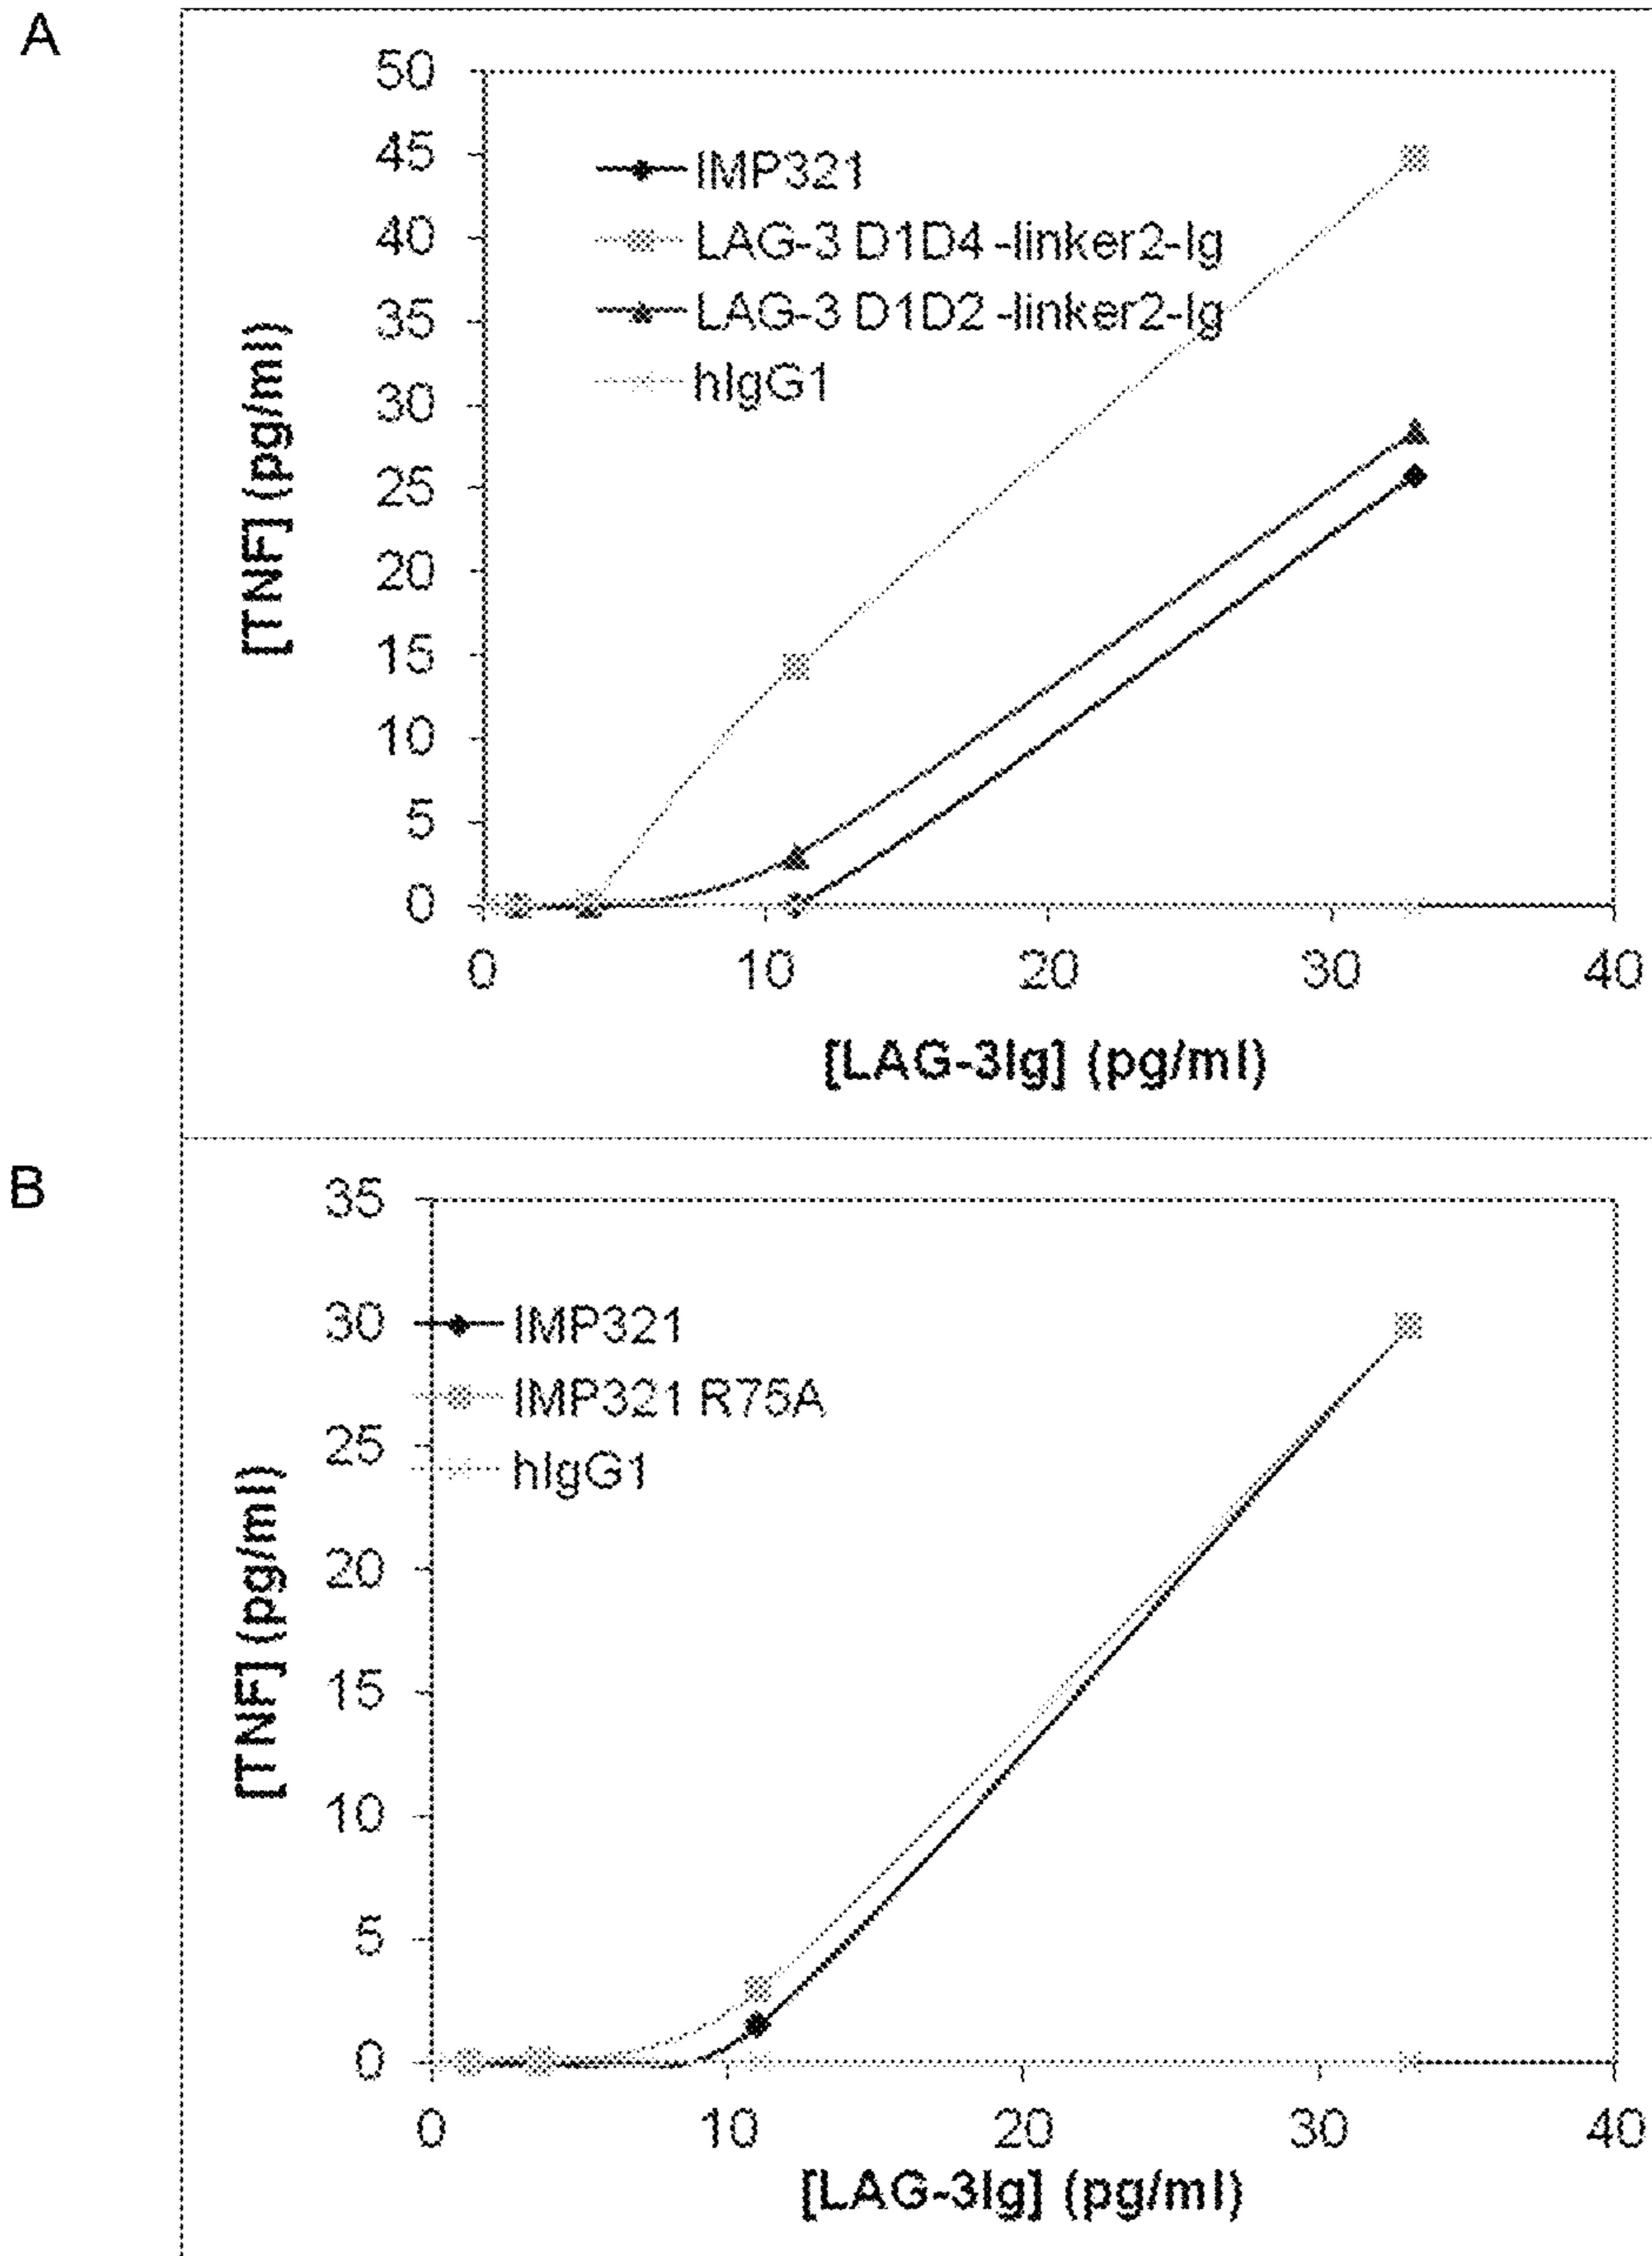 A
50
45
40
35
30
25
20
15
10
5
0
[TNF] (pg/ml)
IMP321
LAG-3 D1D4 -linker2-Ig
LAG-3 D1D2 -linker2-Ig
hIgG1
0 10 20 30 40
[LAG-3Ig] (pg/ml)
B
35
30
25
20
15
10
5
0
[TNF] (pg/ml)
IMP321
IMP321 R75A
hIgG1
0 10 20 30 40
[LAG-3Ig] (pg/ml)